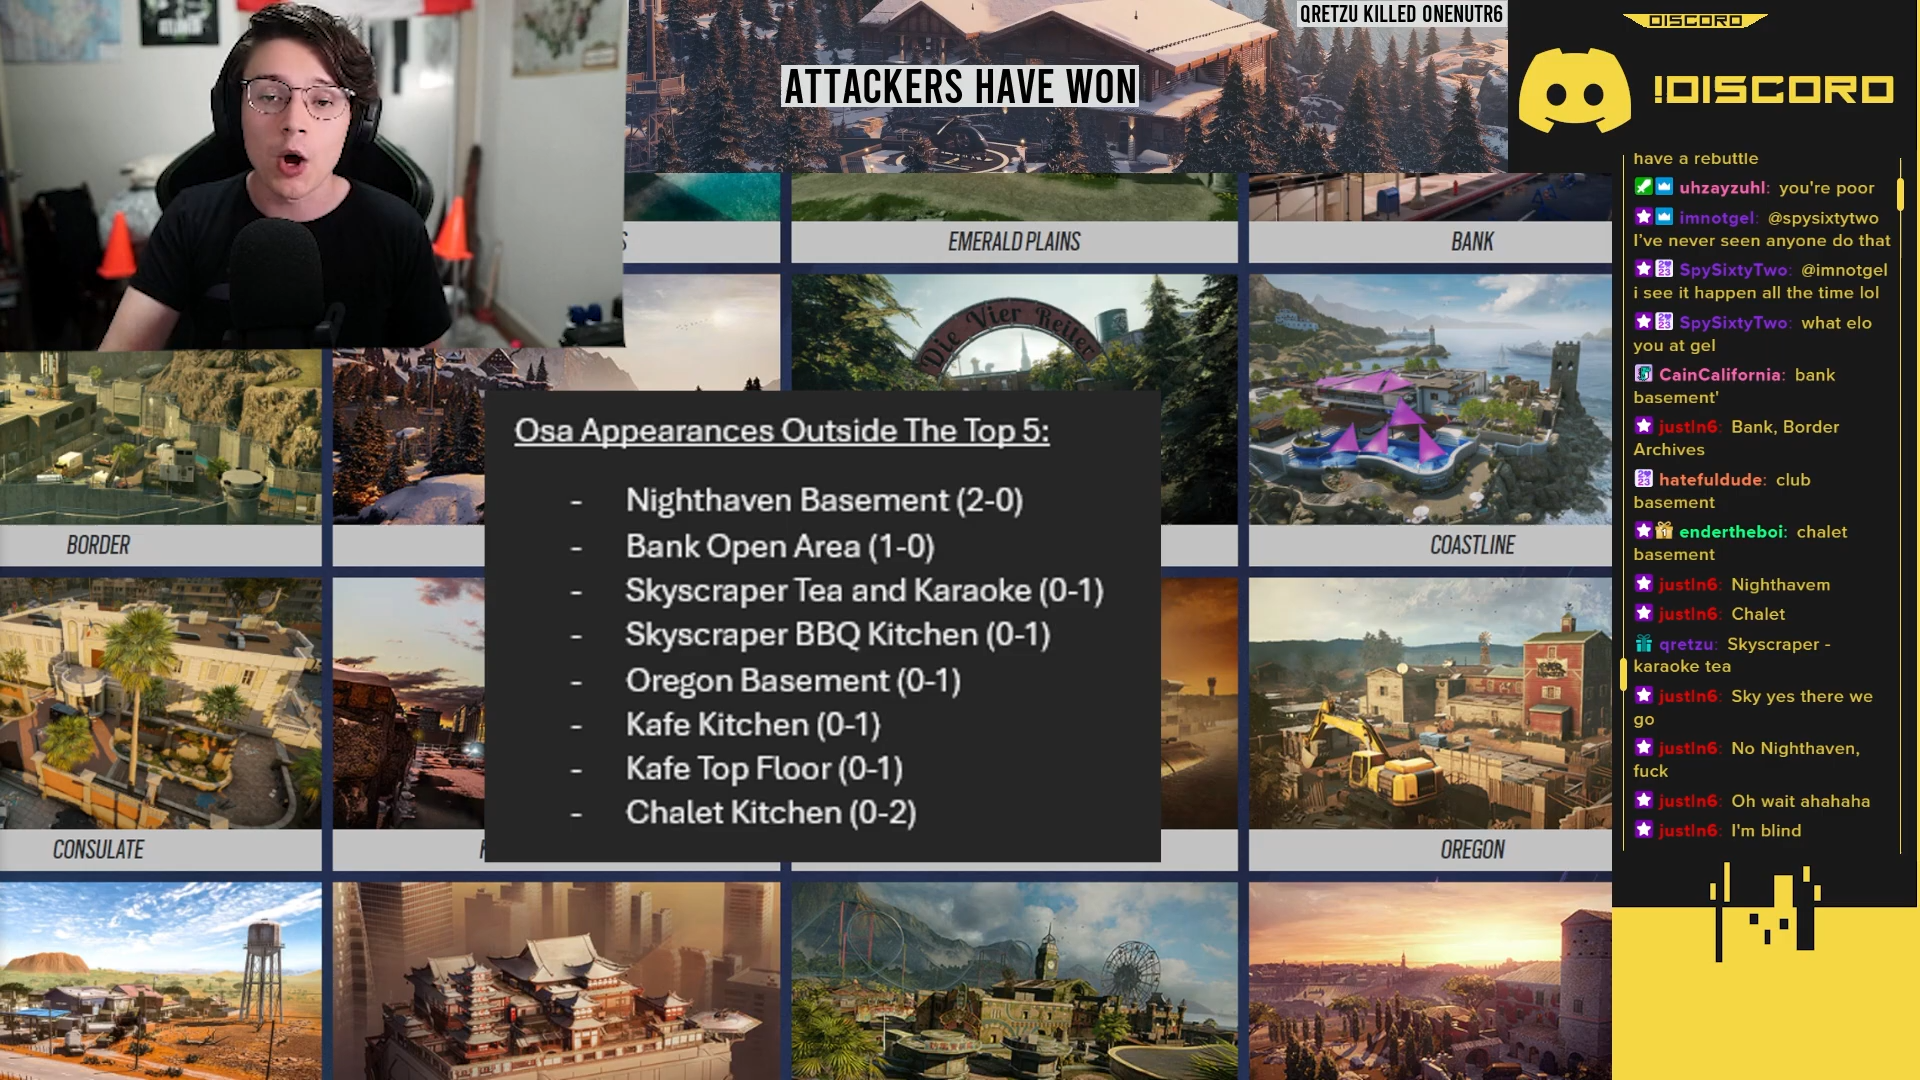 QRETZU KILLED ONENUTR6
ATTACKERS HAVE WON
DISCORD
!DISCORD
S
EMERALD PLAINS
BANK
Die Vier Reiter
BORDER
COASTLINE
CONSULATE
OREGON
Osa Appearances Outside The Top 5:
- Nighthaven Basement (2-0)
- Bank Open Area (1-0)
- Skyscraper Tea and Karaoke (0-1)
- Skyscraper BBQ Kitchen (0-1)
- Oregon Basement (0-1)
- Kafe Kitchen (0-1)
- Kafe Top Floor (0-1)
- Chalet Kitchen (0-2)
have a rebuttle
uhzayzuhl: you're poor
imnotgel: @spysixtytwo
I've never seen anyone do that
SpySixtyTwo: @imnotgel
i see it happen all the time lol
SpySixtyTwo: what elo
you at gel
CainCalifornia: bank
basement'
justln6: Bank, Border
Archives
hatefuldude: club
basement
endertheboi: chalet
basement
justln6: Nighthavem
justln6: Chalet
qretzu: Skyscraper -
karaoke tea
justln6: Sky yes there we
go
justln6: No Nighthaven,
fuck
justln6: Oh wait ahahaha
justln6: I'm blind